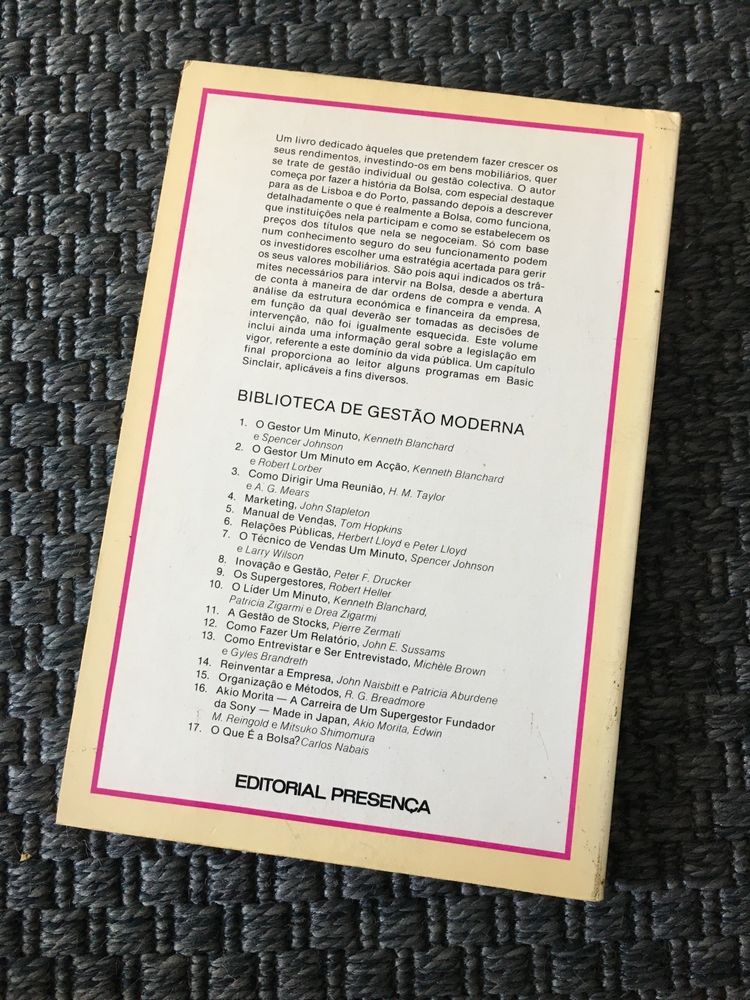 Um livro dedicado àqueles que pretendem fazer crescer os
seus rendimentos, investindo-os em bens mobiliários, quer
se trate de gestão individual ou gestão colectiva. O autor
começa por fazer a história da Bolsa, com especial destaque
para as de Lisboa e do Porto, passando depois a descrever
detalhadamente o que é realmente a Bolsa, como funciona,
que instituições nela participam e como se estabelecem os
preços dos títulos que nela se negoceiam. Só com base
num conhecimento seguro do seu funcionamento podem
os investidores escolher uma estratégia acertada para gerir
os seus valores mobiliários. São pois aqui indicados os trâ-
mites necessários para intervir na Bolsa, desde a abertura
de conta à maneira de dar ordens de compra e venda. A
análise da estrutura económica e financeira da empresa,
em função da qual deverão ser tomadas as decisões de
intervenção, não foi igualmente esquecida. Este volume
inclui ainda uma informação geral sobre a legislação em
vigor, referente a este domínio da vida pública. Um capítulo
final proporciona ao leitor alguns programas em Basic
Sinclair, aplicáveis a fins diversos.
BIBLIOTECA DE GESTÃO MODERNA
1. O Gestor Um Minuto, Kenneth Blanchard
e Spencer Johnson
2. O Gestor Um Minuto em Acção, Kenneth Blanchard
e Robert Lorber
3. Como Dirigir Uma Reunião, H. M. Taylor
e A. G. Mears
4. Marketing, John Stapleton
5. Manual de Vendas, Tom Hopkins
6. Relações Públicas, Herbert Lloyd e Peter Lloyd
7. O Técnico de Vendas Um Minuto, Spencer Johnson
e Larry Wilson
8. Inovação e Gestão, Peter F. Drucker
9. Os Supergestores, Robert Heller
10. O Líder Um Minuto, Kenneth Blanchard,
Patricia Zigarmi e Drea Zigarmi
11. A Gestão de Stocks, Pierre Zermati
12. Como Fazer Um Relatório, John E. Sussams
13. Como Entrevistar e Ser Entrevistado, Michèle Brown
e Gyles Brandreth
14. Reinventar a Empresa, John Naisbitt e Patricia Aburdene
15. Organização e Métodos, R. G. Breadmore
16. Akio Morita — A Carreira de Um Supergestor Fundador
da Sony — Made in Japan, Akio Morita, Edwin
M. Reingold e Mitsuko Shimomura
17. O Que É a Bolsa? Carlos Nabais
EDITORIAL PRESENÇA